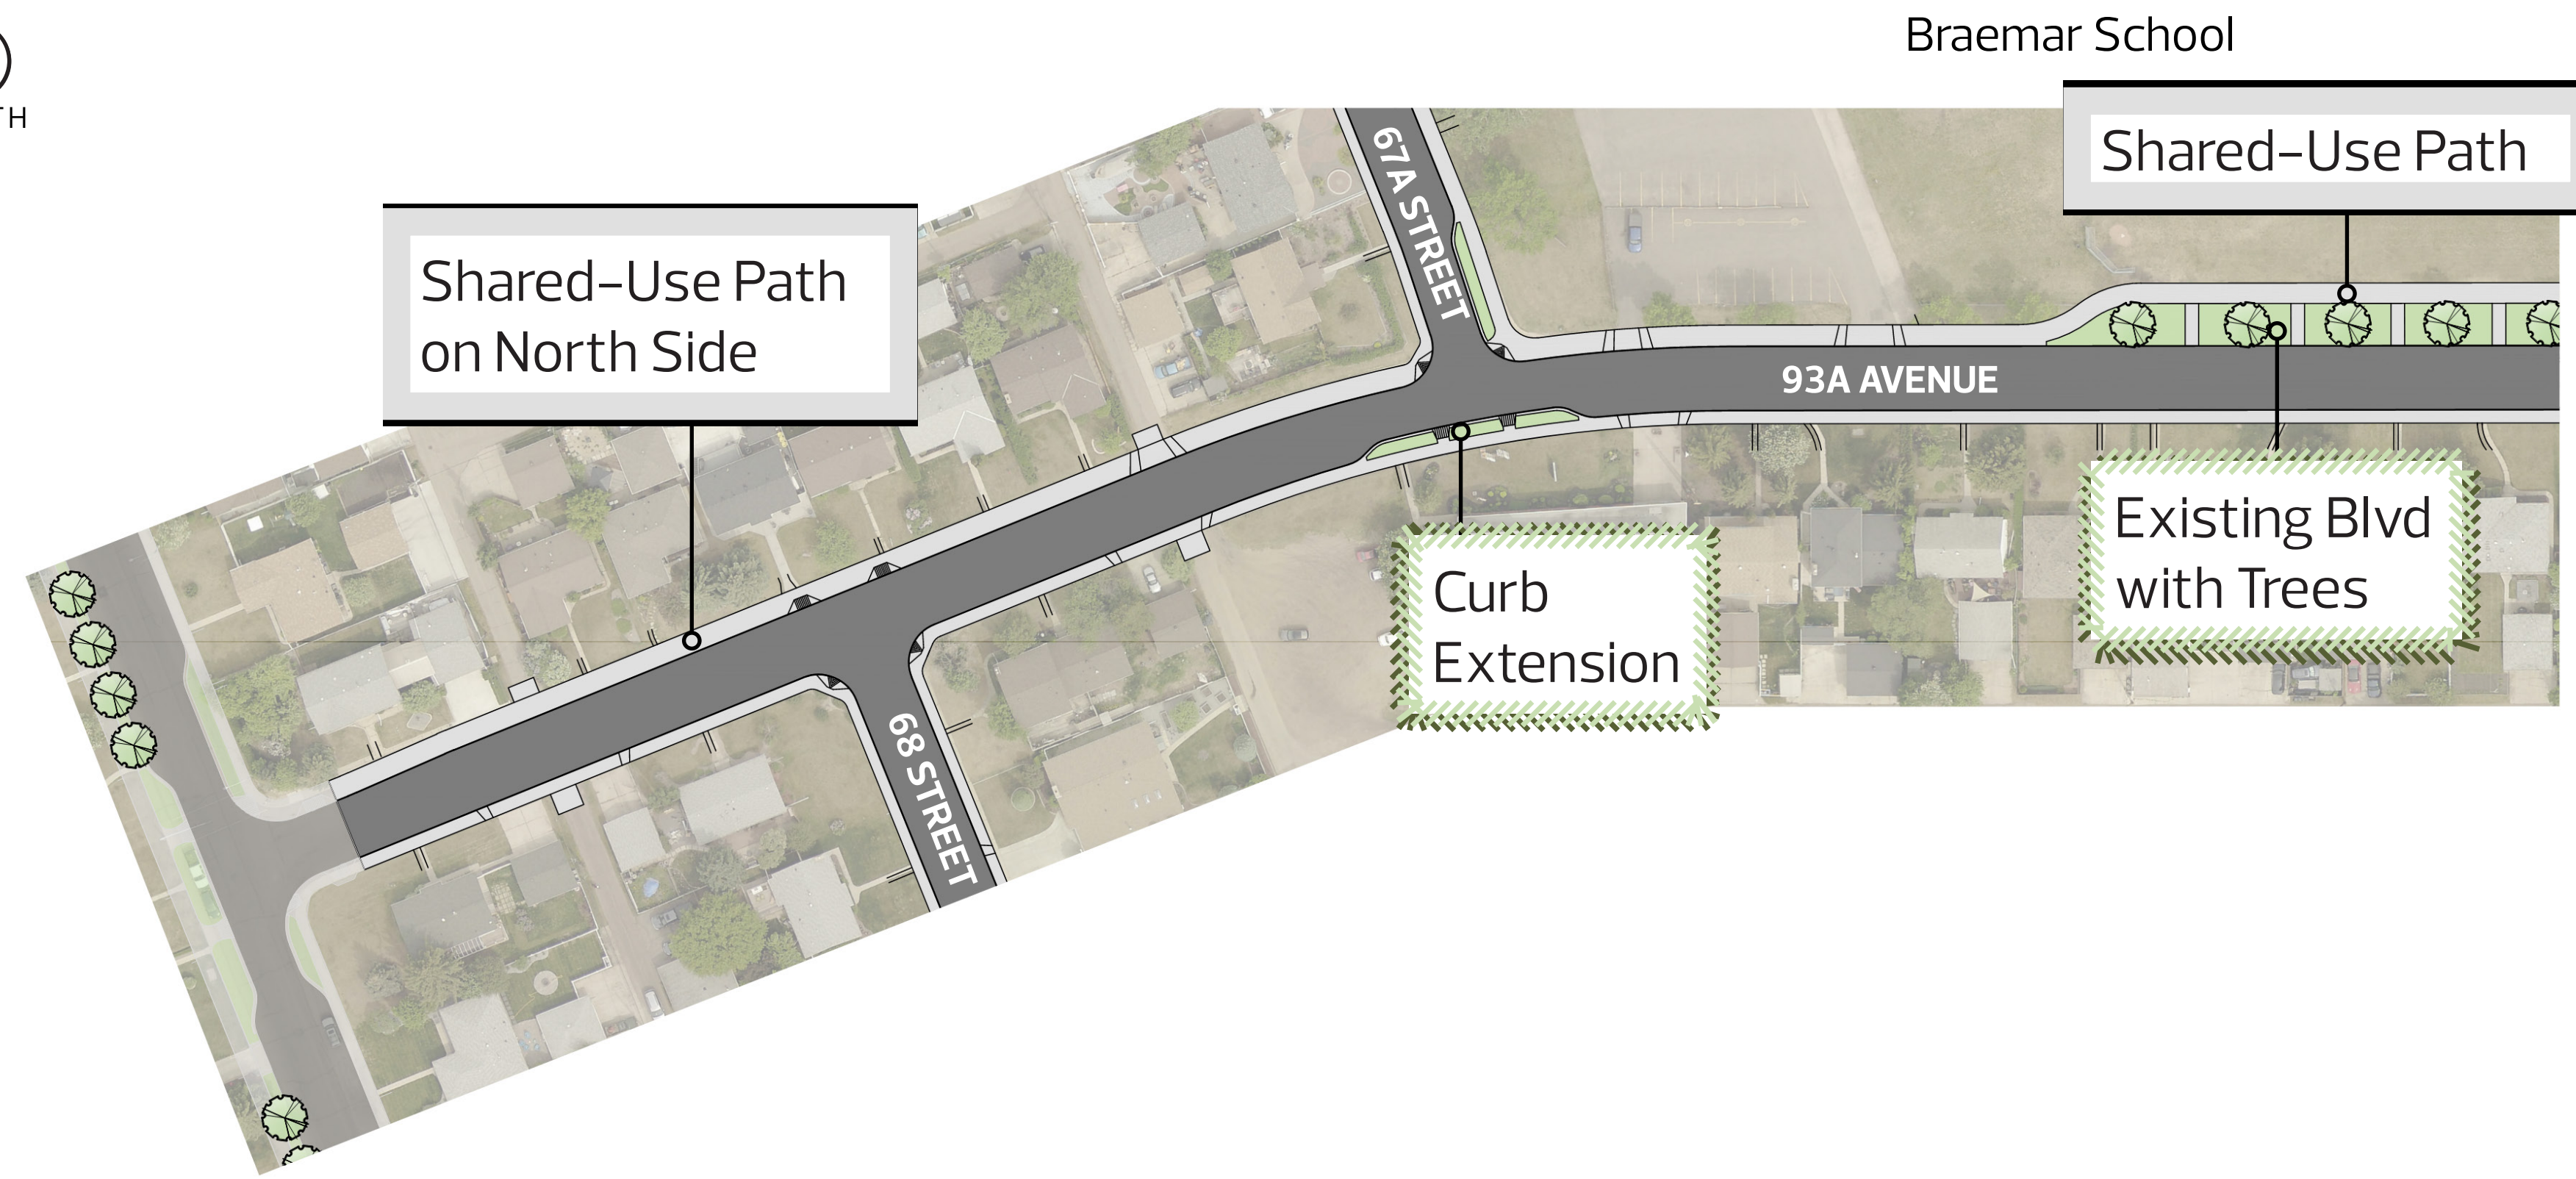 Braemar School
TH
Shared-Use Path
67A STREET
Shared-Use Path
on North Side
93A AVENUE
Existing Blvd
with Trees
Curb
Extension
68 STREET